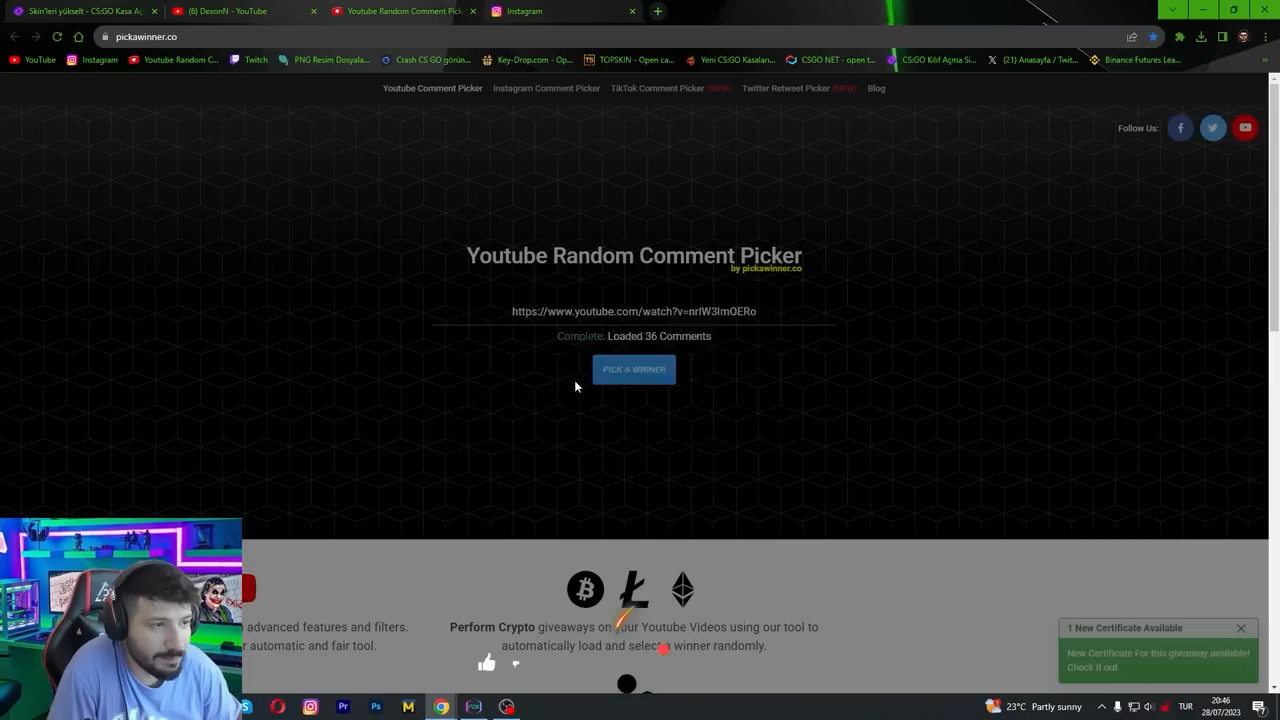 Skin'leri yükselt - CS:GO Kasa Aç
(6) DexonN - YouTube
Youtube Random Comment Pick
Instagram
pickawinner.co
YouTube
Instagram
Youtube Random C...
Twitch
PNG Resim Dosyala...
Crash CS GO görün...
Key-Drop.com - Op...
TOPSKIN - Open ca...
Yeni CS:GO Kasaları...
CSGO NET - open t...
CS:GO Kılıf Açma Si...
(21) Anasayfa / Twit...
Binance Futures Lea...
Youtube Comment Picker
Instagram Comment Picker
TikTok Comment Picker (NEW)
Twitter Retweet Picker (NEW)
Blog
Follow Us:
Youtube Random Comment Picker
by pickawinner.co
Complete. Loaded 36 Comments
PICK A WINNER
advanced features and filters.
r automatic and fair tool.
Perform Crypto giveaways on your Youtube Videos using our tool to
automatically load and select a winner randomly.
1 New Certificate Available
New Certificate For this giveaway available!
Check It out
23°C Partly sunny
TUR
20:46
28/07/2023